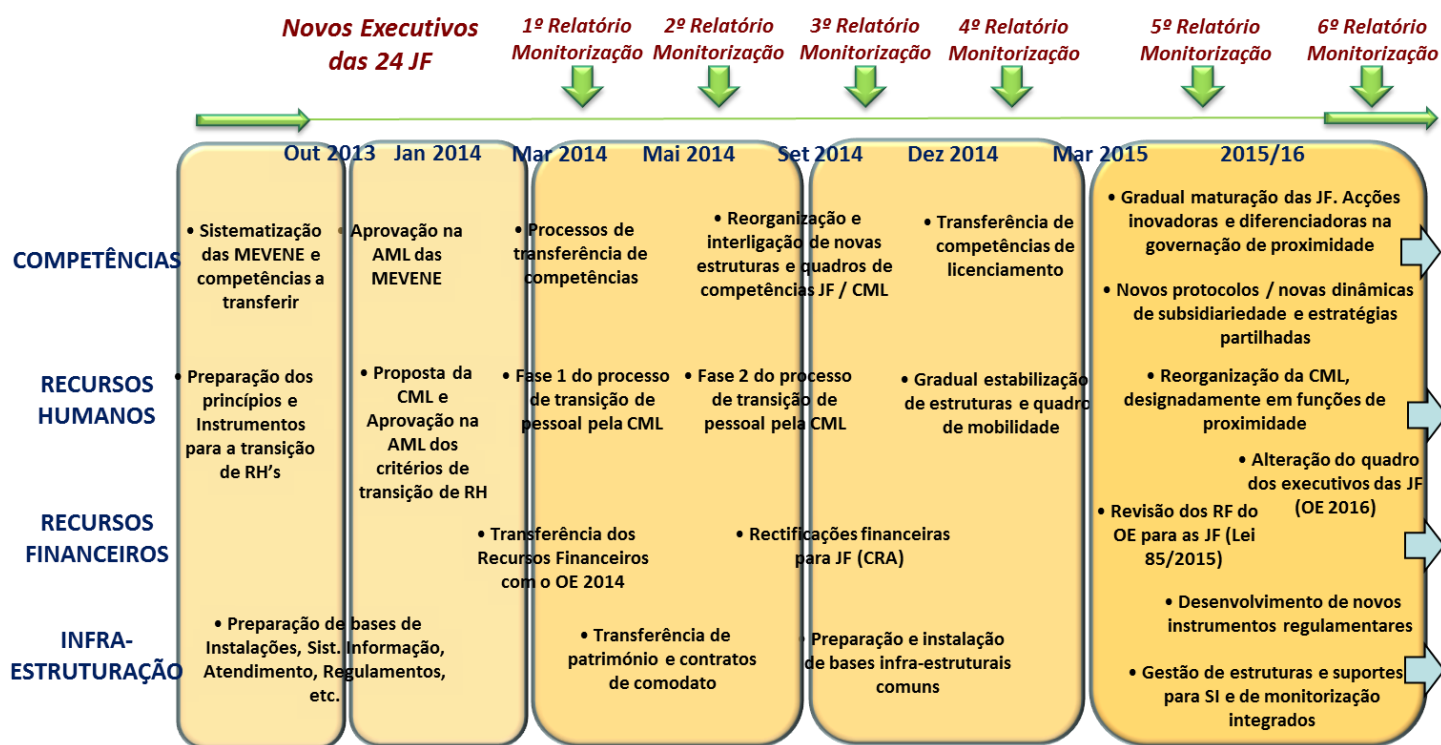 Novos Executivos
das 24 JF
1º Relatório
Monitorização
2º Relatório
Monitorização
3º Relatório
Monitorização
4º Relatório
Monitorização
5º Relatório
Monitorização
6º Relatório
Monitorização
Out 2013
Jan 2014
Mar 2014
Mai 2014
Set 2014
Dez 2014
Mar 2015
2015/16
COMPETÊNCIAS
• Sistematização
das MEVENE e
competências a
transferir
• Aprovação na
AML das
MEVENE
• Processos de
transferência de
competências
• Reorganização e
interligação de novas
estruturas e quadros de
competências JF / CML
• Transferência de
competências de
licenciamento
• Gradual maturação das JF. Acções
inovadoras e diferenciadoras na
governação de proximidade
• Novos protocolos / novas dinâmicas
de subsidiariedade e estratégias
partilhadas
RECURSOS
HUMANOS
• Preparação dos
princípios e
Instrumentos
para a transição
de RH's
• Proposta da
CML e
Aprovação na
AML dos
critérios de
transição de RH
• Fase 1 do processo
de transição de
pessoal pela CML
• Fase 2 do processo
de transição de
pessoal pela CML
• Gradual estabilização
de estruturas e quadro
de mobilidade
• Reorganização da CML,
designadamente em funções de
proximidade
• Alteração do quadro
dos executivos das JF
(OE 2016)
RECURSOS
FINANCEIROS
• Transferência dos
Recursos Financeiros
com o OE 2014
• Rectificações financeiras
para JF (CRA)
• Revisão dos RF do
OE para as JF (Lei
85/2015)
INFRA-
ESTRUTURAÇÃO
• Preparação de bases de
Instalações, Sist. Informação,
Atendimento, Regulamentos,
etc.
• Transferência de
património e contratos
de comodato
• Preparação e instalação
de bases infra-estruturais
comuns
• Desenvolvimento de novos
instrumentos regulamentares
• Gestão de estruturas e suportes
para SI e de monitorização
integrados